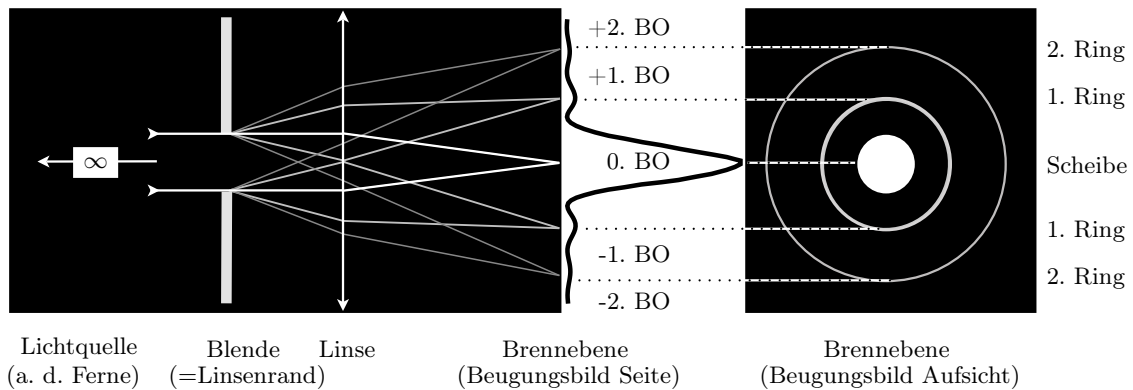 +2. BO
+1. BO
∞
0. BO
-1. BO
-2. BO
2. Ring
1. Ring
Scheibe
1. Ring
2. Ring
Lichtquelle
(a. d. Ferne)
Blende
(=Linsenrand)
Linse
Brennebene
(Beugungsbild Seite)
Brennebene
(Beugungsbild Aufsicht)